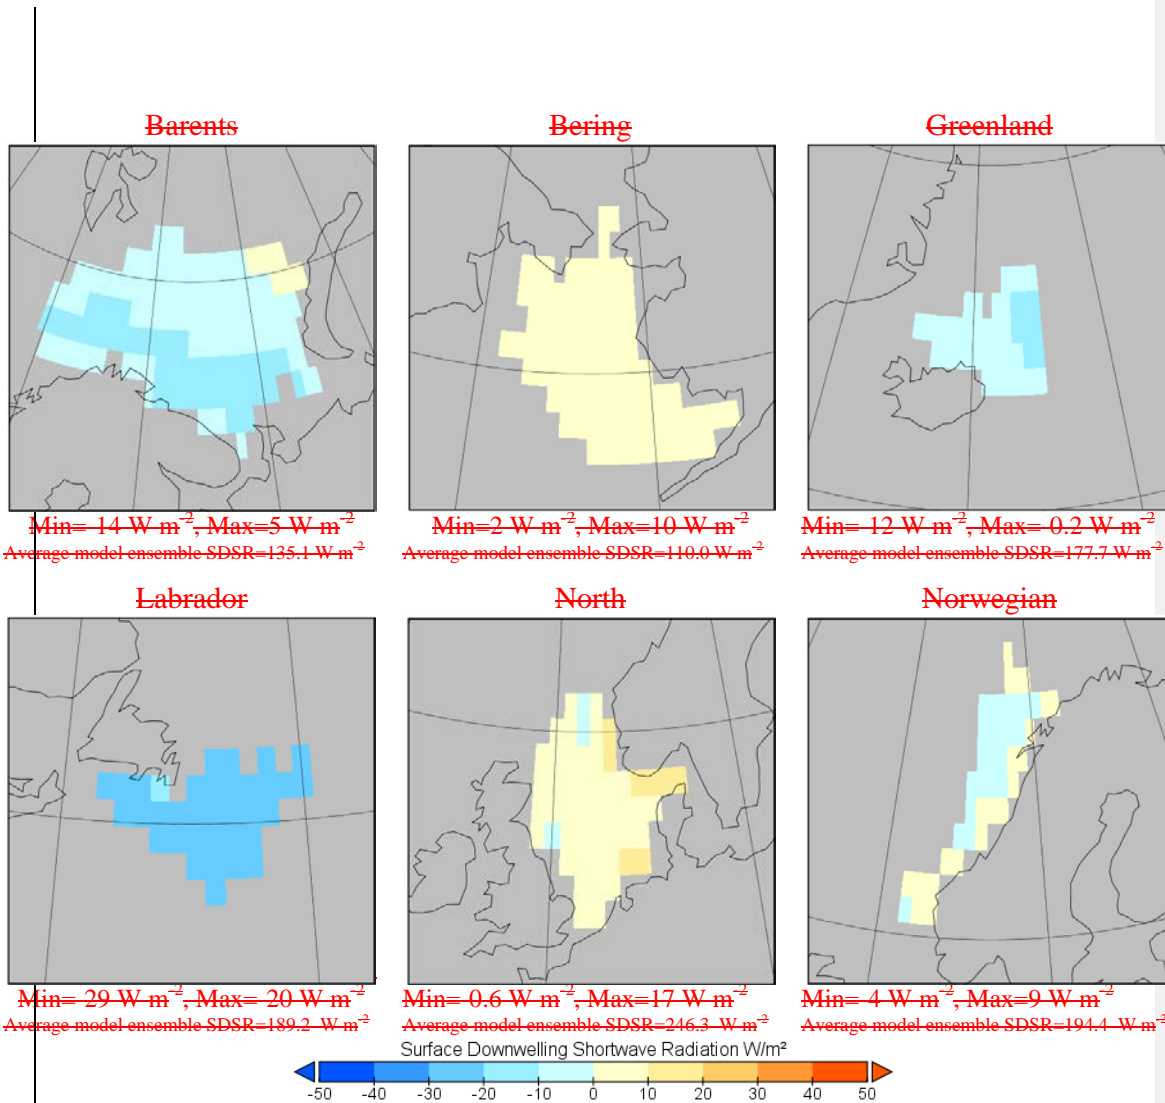 Barents Bering Greenland
Min=-14 W m⁻², Max=5 W m⁻² Min=2 W m⁻², Max=10 W m⁻² Min=-12 W m⁻², Max=-0.2 W m⁻²
Average model ensemble SDSR=135.1 W m⁻² Average model ensemble SDSR=110.0 W m⁻² Average model ensemble SDSR=177.7 W m⁻²
Labrador North Norwegian
Min=-29 W m⁻², Max=-20 W m⁻² Min=-0.6 W m⁻², Max=17 W m⁻² Min=-4 W m⁻², Max=9 W m⁻²
Average model ensemble SDSR=189.2 W m⁻² Average model ensemble SDSR=246.3 W m⁻² Average model ensemble SDSR=194.4 W m⁻²
Surface Downwelling Shortwave Radiation W/m²
-50 -40 -30 -20 -10 0 10 20 30 40 50